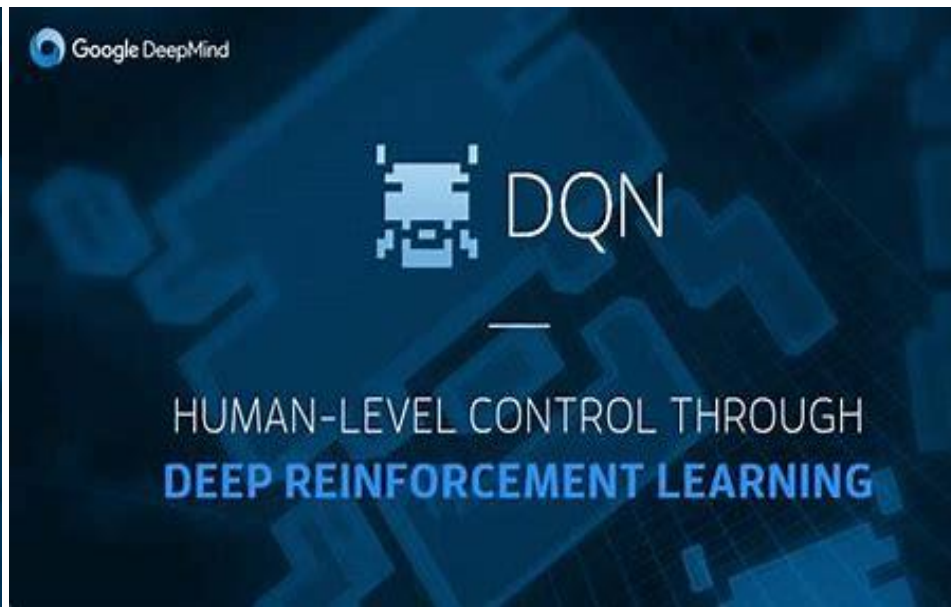 Google DeepMind
DQN
HUMAN-LEVEL CONTROL THROUGH
DEEP REINFORCEMENT LEARNING